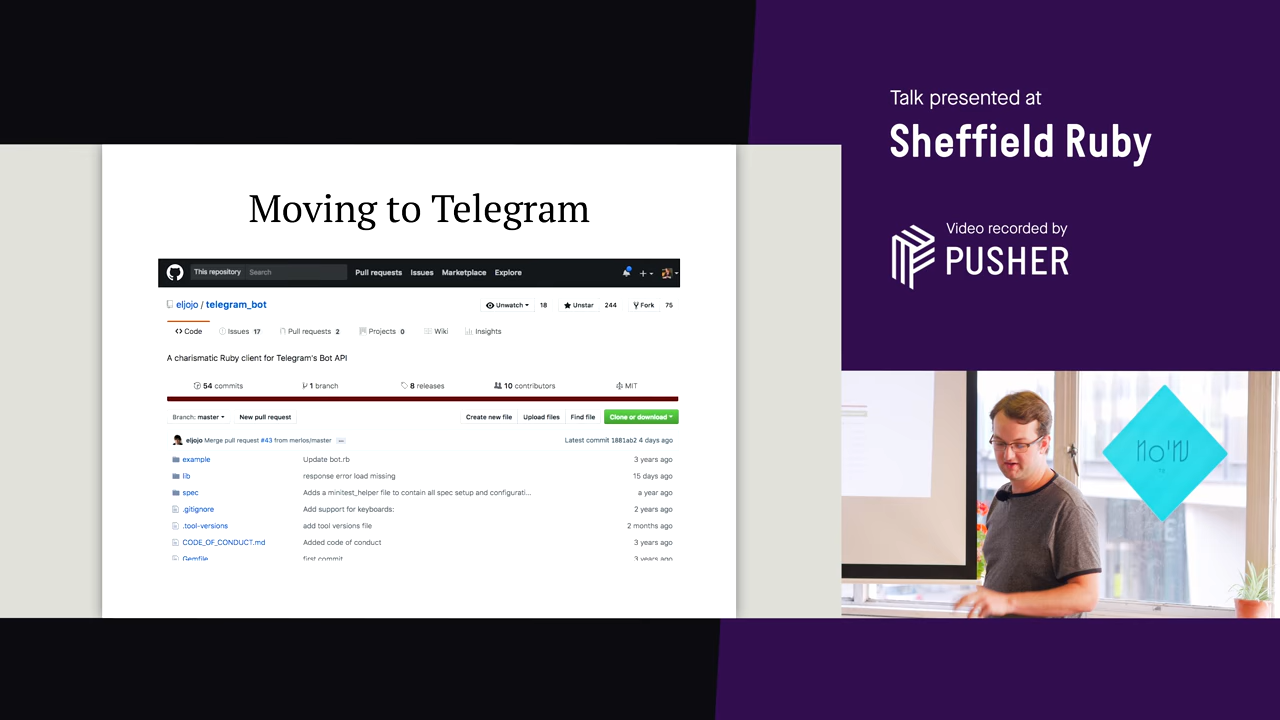 Talk presented at
Sheffield Ruby
Video recorded by
PUSHER
Moving to Telegram
This repository Search Pull requests Issues Marketplace Explore
eljojo / telegram_bot Unwatch 18 Unstar 244 Fork 75
Code Issues 17 Pull requests 2 Projects 0 Wiki Insights
A charismatic Ruby client for Telegram's Bot API
54 commits 1 branch 8 releases 10 contributors MIT
Branch: master New pull request Create new file Upload files Find file Clone or download
eljojo Merge pull request #43 from merlos/master Latest commit 1881ab2 4 days ago
example Update bot.rb 3 years ago
lib response error load missing 15 days ago
spec Adds a minitest_helper file to contain all spec setup and configurati... a year ago
.gitignore Add support for keyboards: 2 years ago
.tool-versions add tool versions file 2 months ago
CODE_OF_CONDUCT.md Added code of conduct 3 years ago
Gemfile first commit 3 years ago